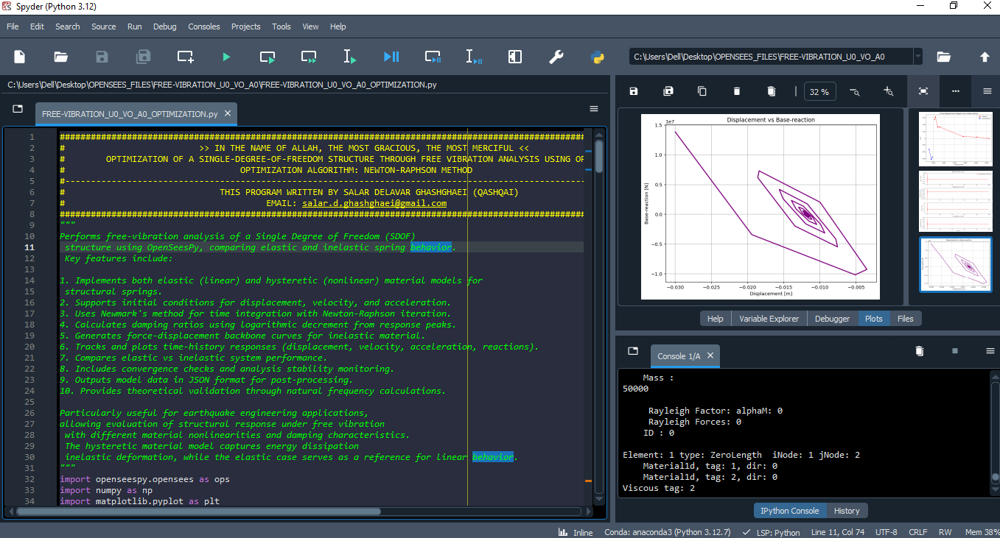 Spyder (Python 3.12)
File Edit Search Source Run Debug Consoles Projects Tools View Help
C:\Users\Dell\Desktop\OPENSEES_FILES\FREE-VIBRATION_U0_VO_A0
C:\Users\Dell\Desktop\OPENSEES_FILES\FREE-VIBRATION_U0_VO_A0\FREE-VIBRATION_U0_VO_A0_OPTIMIZATION.py
FREE-VIBRATION_U0_VO_A0_OPTIMIZATION.py
1 ######################################################################################################
2 # >> IN THE NAME OF ALLAH, THE MOST GRACIOUS, THE MOST MERCIFUL <<
3 # OPTIMIZATION OF A SINGLE-DEGREE-OF-FREEDOM STRUCTURE THROUGH FREE VIBRATION ANALYSIS USING OP
4 # OPTIMIZATION ALGORITHM: NEWTON-RAPHSON METHOD
5 #-----------------------------------------------------------------------------------------------------
6 # THIS PROGRAM WRITTEN BY SALAR DELAVAR GHASHGHAEI (QASHQAI)
7 # EMAIL: salar.d.ghashghaei@gmail.com
8 ######################################################################################################
9 """
10 Performs free-vibration analysis of a Single Degree of Freedom (SDOF)
11 structure using OpenSeesPy, comparing elastic and inelastic spring behavior.
12 Key features include:
13
14 1. Implements both elastic (linear) and hysteretic (nonlinear) material models for
15 structural springs.
16 2. Supports initial conditions for displacement, velocity, and acceleration.
17 3. Uses Newmark's method for time integration with Newton-Raphson iteration.
18 4. Calculates damping ratios using logarithmic decrement from response peaks.
19 5. Generates force-displacement backbone curves for inelastic material.
20 6. Tracks and plots time-history responses (displacement, velocity, acceleration, reactions).
21 7. Compares elastic vs inelastic system performance.
22 8. Includes convergence checks and analysis stability monitoring.
23 9. Outputs model data in JSON format for post-processing.
24 10. Provides theoretical validation through natural frequency calculations.
25
26 Particularly useful for earthquake engineering applications,
27 allowing evaluation of structural response under free vibration
28 with different material nonlinearities and damping characteristics.
29 The hysteretic material model captures energy dissipation
30 inelastic deformation, while the elastic case serves as a reference for linear behavior.
31 """
32 import openseespy.opensees as ops
33 import numpy as np
34 import matplotlib.pyplot as plt
32 %
Displacement vs Base-reaction
1e7
1.5
1.0
0.5
0.0
−0.5
−1.0
Base-reaction [N]
−0.030 −0.025 −0.020 −0.015 −0.010 −0.005
Displacement [m]
Help Variable Explorer Debugger Plots Files
Console 1/A
Mass :
50000
Rayleigh Factor: alphaM: 0
Rayleigh Forces: 0
ID : 0
Element: 1 type: ZeroLength iNode: 1 jNode: 2
Material1d, tag: 1, dir: 0
Material1d, tag: 2, dir: 0
Viscous tag: 2
IPython Console History
Inline Conda: anaconda3 (Python 3.12.7) LSP: Python Line 11, Col 74 UTF-8 CRLF RW Mem 38%